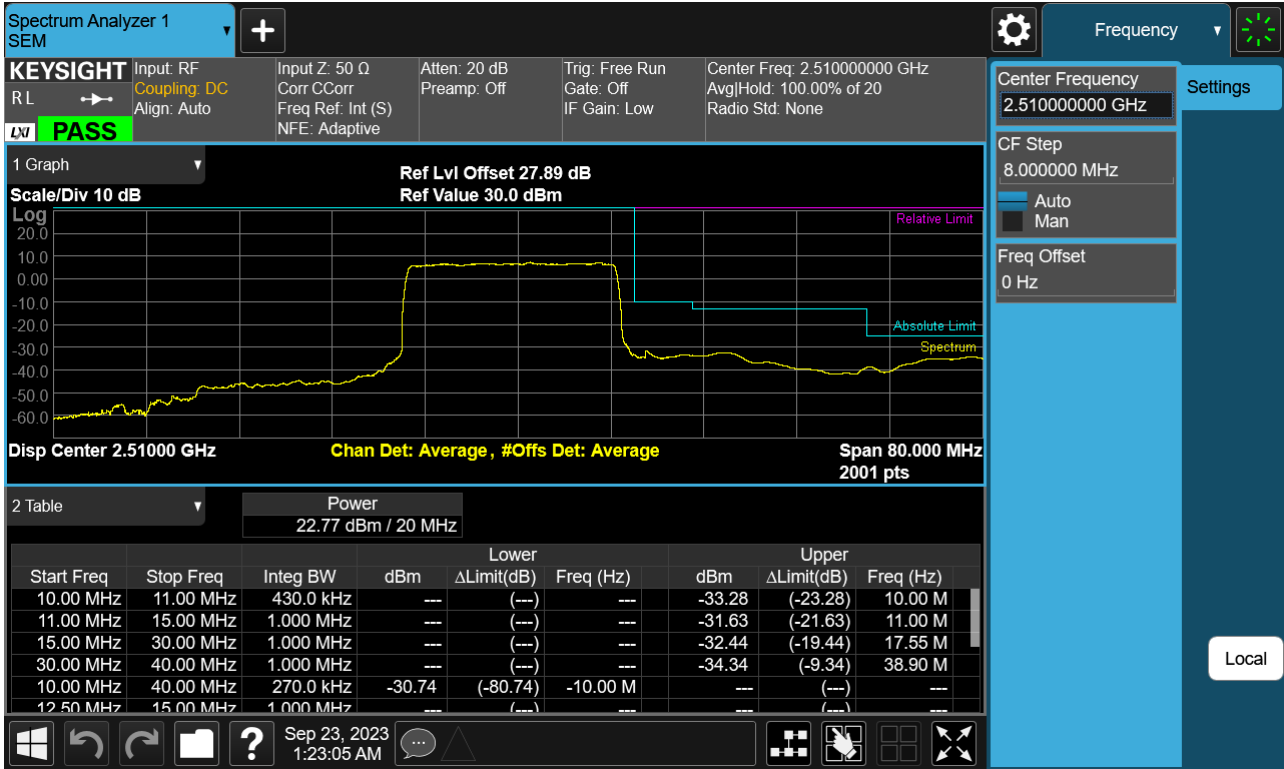 Spectrum Analyzer 1
SEM
Frequency
KEYSIGHT
R L
LXI
PASS
Input: RF
Coupling: DC
Align: Auto
Input Z: 50 Ω
Corr CCorr
Freq Ref: Int (S)
NFE: Adaptive
Atten: 20 dB
Preamp: Off
Trig: Free Run
Gate: Off
IF Gain: Low
Center Freq: 2.510000000 GHz
Avg|Hold: 100.00% of 20
Radio Std: None
Center Frequency
2.510000000 GHz
Settings
CF Step
8.000000 MHz
Auto
Man
Freq Offset
0 Hz
Local
1 Graph
Scale/Div 10 dB
Ref Lvl Offset 27.89 dB
Ref Value 30.0 dBm
Log
20.0
10.0
0.00
-10.0
-20.0
-30.0
-40.0
-50.0
-60.0
Relative Limit
Absolute Limit
Spectrum
Disp Center 2.51000 GHz
Chan Det: Average , #Offs Det: Average
Span 80.000 MHz
2001 pts
2 Table
Power
22.77 dBm / 20 MHz
Lower Upper
Start Freq Stop Freq Integ BW dBm ΔLimit(dB) Freq (Hz) dBm ΔLimit(dB) Freq (Hz)
10.00 MHz 11.00 MHz 430.0 kHz --- (---) --- -33.28 (-23.28) 10.00 M
11.00 MHz 15.00 MHz 1.000 MHz --- (---) --- -31.63 (-21.63) 11.00 M
15.00 MHz 30.00 MHz 1.000 MHz --- (---) --- -32.44 (-19.44) 17.55 M
30.00 MHz 40.00 MHz 1.000 MHz --- (---) --- -34.34 (-9.34) 38.90 M
10.00 MHz 40.00 MHz 270.0 kHz -30.74 (-80.74) -10.00 M --- (---) ---
12.50 MHz 15.00 MHz 1.000 MHz --- (---) --- --- (---) ---
Sep 23, 2023
1:23:05 AM